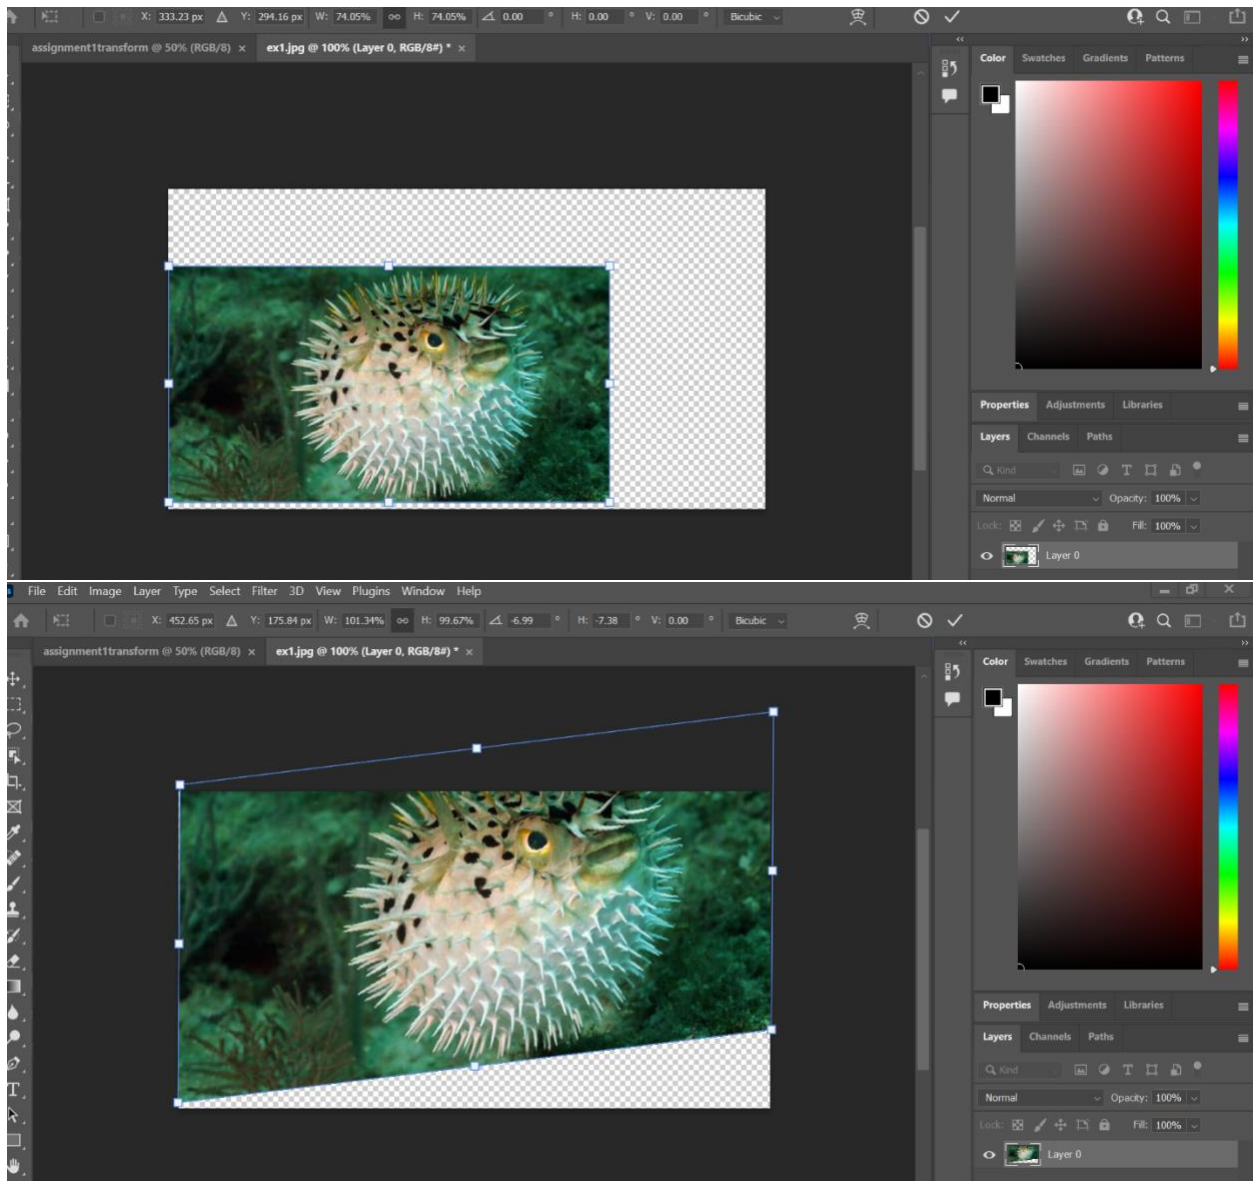 X: 333.23 px Y: 294.16 px W: 74.05% H: 74.05% 0.00 ° H: 0.00 ° V: 0.00 ° Bicubic
assignment1transform @ 50% (RGB/8) × ex1.jpg @ 100% (Layer 0, RGB/8#) * ×
Color Swatches Gradients Patterns
Properties Adjustments Libraries
Layers Channels Paths
Kind
Normal Opacity: 100%
Lock: Fill: 100%
Layer 0
File Edit Image Layer Type Select Filter 3D View Plugins Window Help
X: 452.65 px Y: 175.84 px W: 101.34% H: 99.67% -6.99 ° H: -7.38 ° V: 0.00 ° Bicubic
assignment1transform @ 50% (RGB/8) × ex1.jpg @ 100% (Layer 0, RGB/8#) * ×
Color Swatches Gradients Patterns
Properties Adjustments Libraries
Layers Channels Paths
Kind
Normal Opacity: 100%
Lock: Fill: 100%
Layer 0